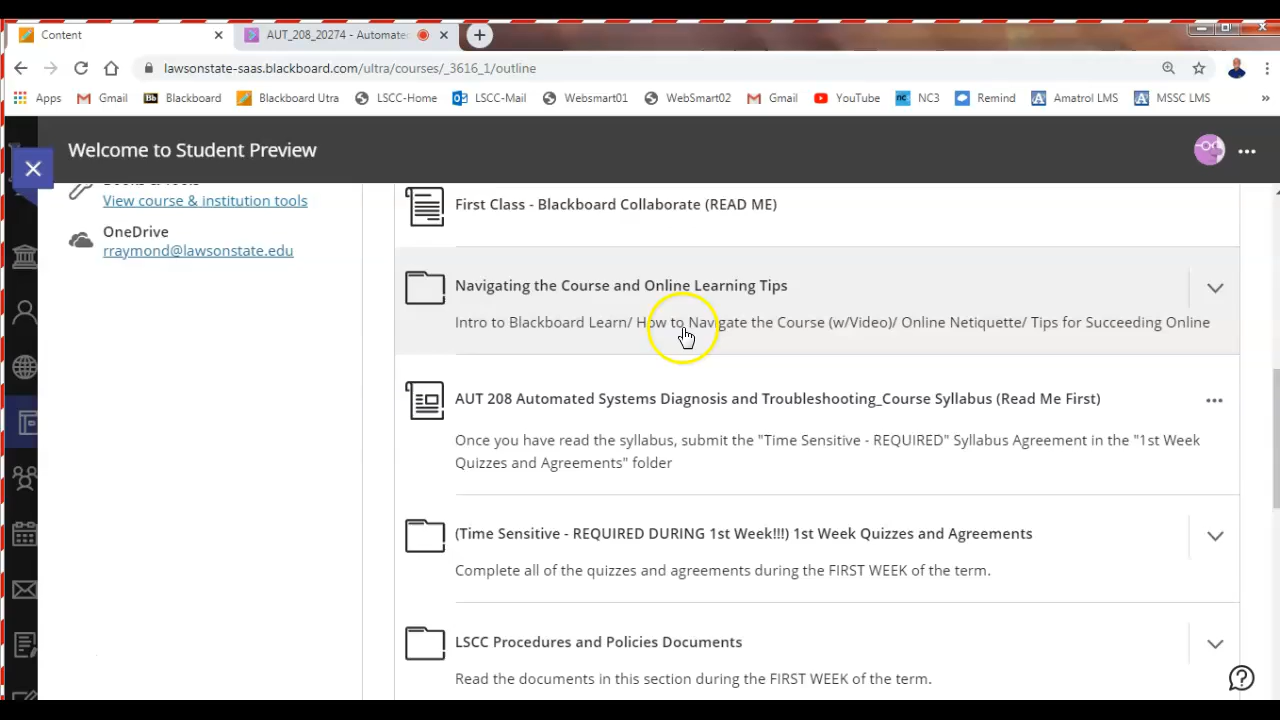 Content
AUT_208_20274 - Automate
lawsonstate-saas.blackboard.com/ultra/courses/_3616_1/outline
Apps Gmail Blackboard Blackboard Utra LSCC-Home LSCC-Mail Websmart01 WebSmart02 Gmail YouTube NC3 Remind Amatrol LMS MSSC LMS »
Welcome to Student Preview
View course & institution tools
OneDrive
rraymond@lawsonstate.edu
First Class - Blackboard Collaborate (READ ME)
Navigating the Course and Online Learning Tips
Intro to Blackboard Learn/ How to Navigate the Course (w/Video)/ Online Netiquette/ Tips for Succeeding Online
AUT 208 Automated Systems Diagnosis and Troubleshooting_Course Syllabus (Read Me First)
Once you have read the syllabus, submit the "Time Sensitive - REQUIRED" Syllabus Agreement in the "1st Week
Quizzes and Agreements" folder
(Time Sensitive - REQUIRED DURING 1st Week!!!) 1st Week Quizzes and Agreements
Complete all of the quizzes and agreements during the FIRST WEEK of the term.
LSCC Procedures and Policies Documents
Read the documents in this section during the FIRST WEEK of the term.